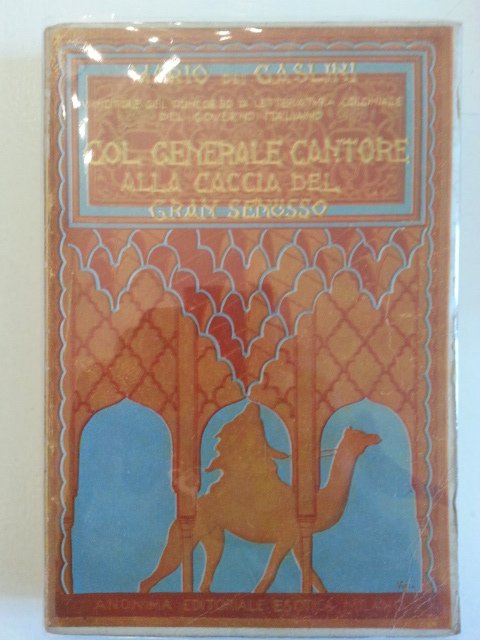 MARIO DEI GASLINI
VINCITORE DEL CONCORSO DI LETTERATURA COLONIALE
DEL GOVERNO ITALIANO
COL GENERALE CANTORE
ALLA CACCIA DEL
GRAN SENUSSO
ANONIMA EDITORIALE ESOTICA MILANO